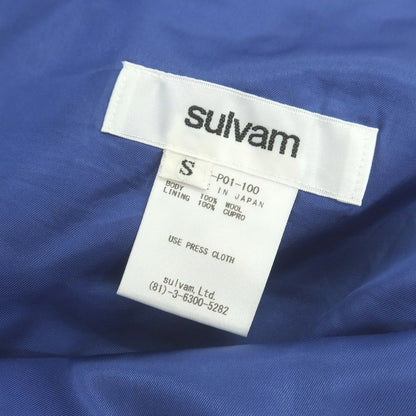 sulvam
S
-P01-100
IN JAPAN
BODY 100% WOOL
LINING 100% CUPRO
USE PRESS CLOTH
sulvam, Ltd.
(81)-3-6300-5282